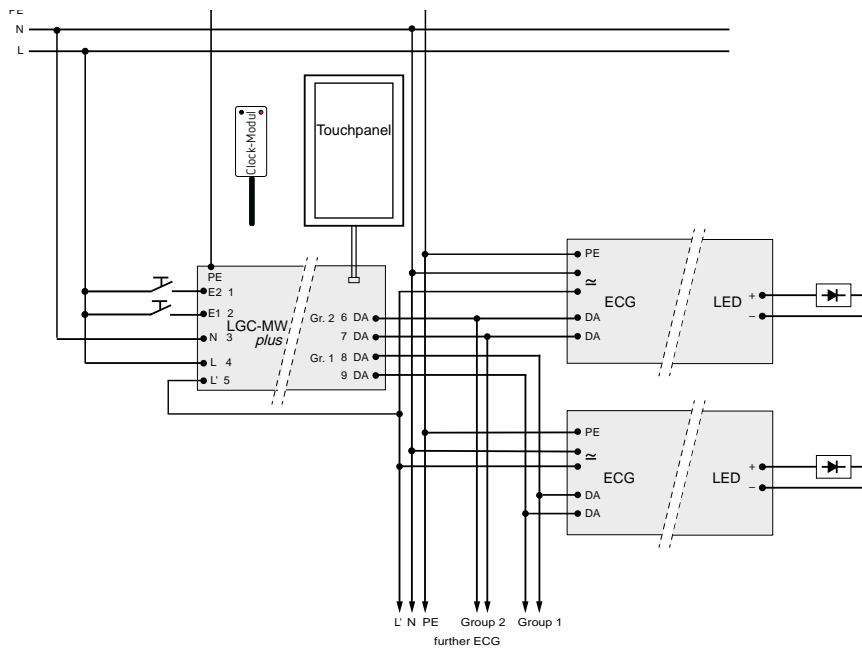 PE
N
L
Clock-Modul
Touchpanel
PE
E2 1
E1 2
N 3
L 4
L' 5
LGC-MW
plus
Gr. 2 6 DA
7 DA
Gr. 1 8 DA
9 DA
PE
≃
DA
DA
ECG
LED
+
–
PE
≃
DA
DA
ECG
LED
+
–
L' N PE Group 2 Group 1
further ECG